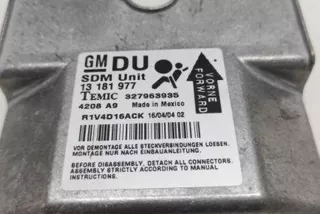 GM DU
SDM Unit
13 181 977
TEMIC 327963935
4208 A9 Made in Mexico
R1V4D16ACK 16/04/04 02
VORNE
FORWARD
VOR DEMONTAGE ALLE STECKVERBINDUNGEN LOESEN.
MONTAGE NUR NACH EINBAUANLEITUNG.
BEFORE DISASSEMBLY, DETACH ALL CONNECTORS.
ASSEMBLY STRICTLY ACCORDING TO MANUAL
INSTRUCTIONS.